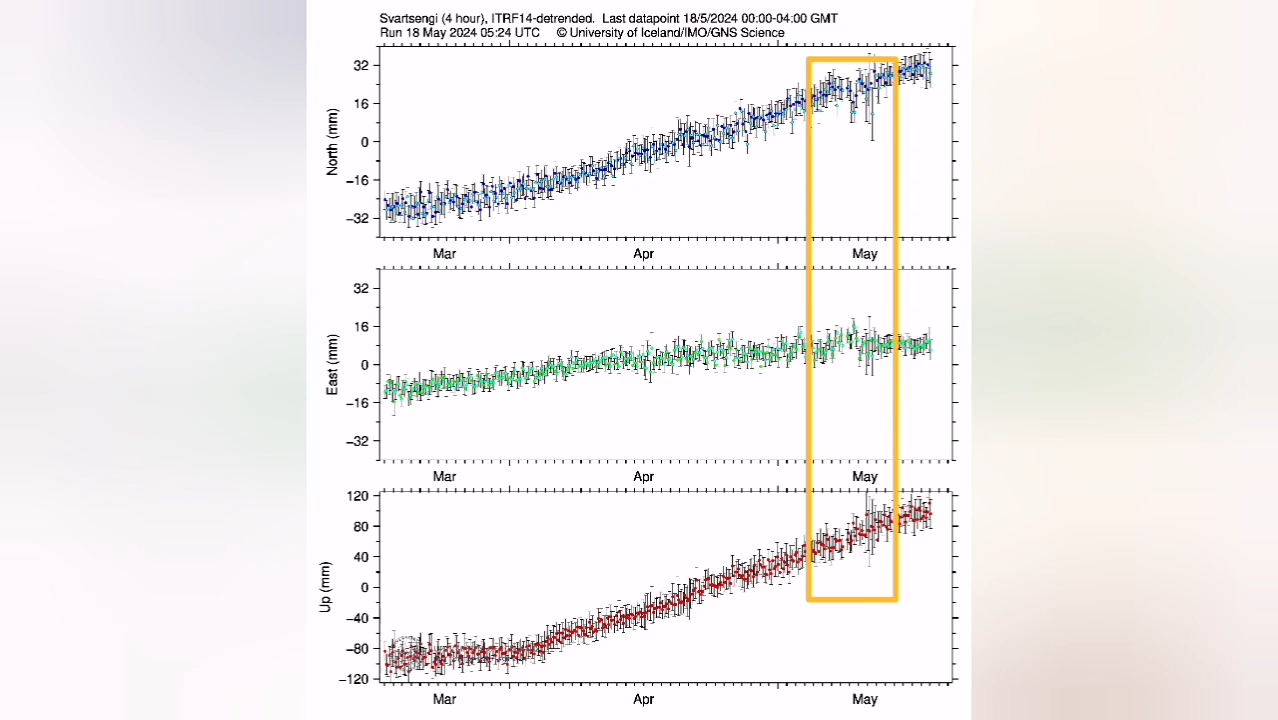 Svartsengi (4 hour), ITRF14-detrended. Last datapoint 18/5/2024 00:00-04:00 GMT
Run 18 May 2024 05:24 UTC © University of Iceland/IMO/GNS Science
32
16
0
−16
−32
North (mm)
Mar Apr May
32
16
0
−16
−32
East (mm)
Mar Apr May
120
80
40
0
−40
−80
−120
Up (mm)
Mar Apr May